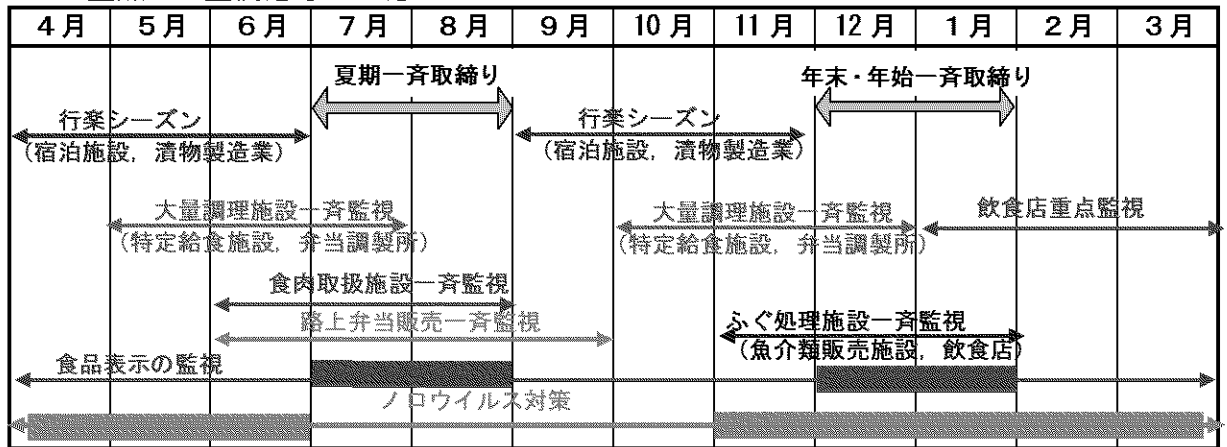 4月 5月 6月 7月 8月 9月 10月 11月 12月 1月 2月 3月
夏期一斉取締り
年末・年始一斉取締り
行楽シーズン
(宿泊施設, 漬物製造業)
行楽シーズン
(宿泊施設, 漬物製造業)
大量調理施設一斉監視
(特定給食施設, 弁当調製所)
大量調理施設一斉監視
(特定給食施設, 弁当調製所)
飲食店重点監視
食肉取扱施設一斉監視
路上弁当販売一斉監視
ふぐ処理施設一斉監視
(魚介類販売施設, 飲食店)
食品表示の監視
ノロウイルス対策